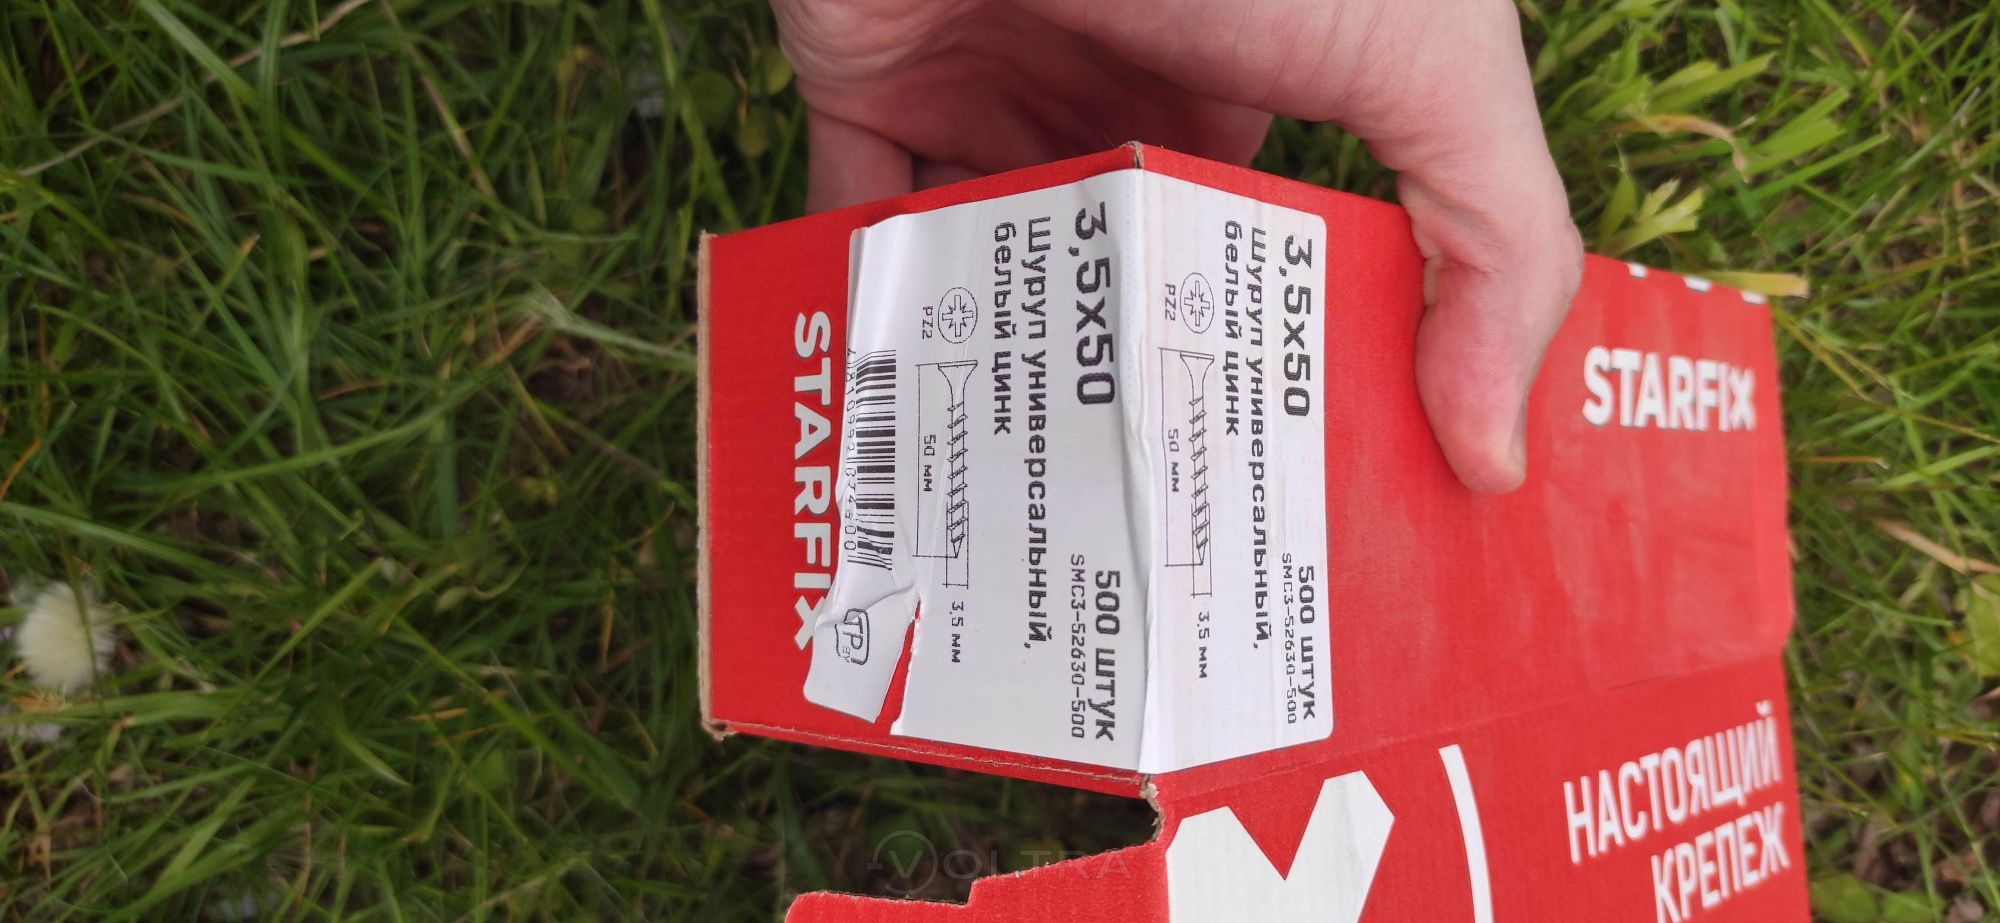 STARFIX
3,5x50
Шуруп универсальный,
белый цинк
PZ2
50 мм
3,5 мм
500 штук
SMC3-52630-500
3,5x50
Шуруп универсальный,
белый цинк
PZ2
50 мм
3,5 мм
500 штук
SMC3-52630-500
ТР
BY
STARFIX
НАСТОЯЩИЙ
КРЕПЕЖ
VOLTRA